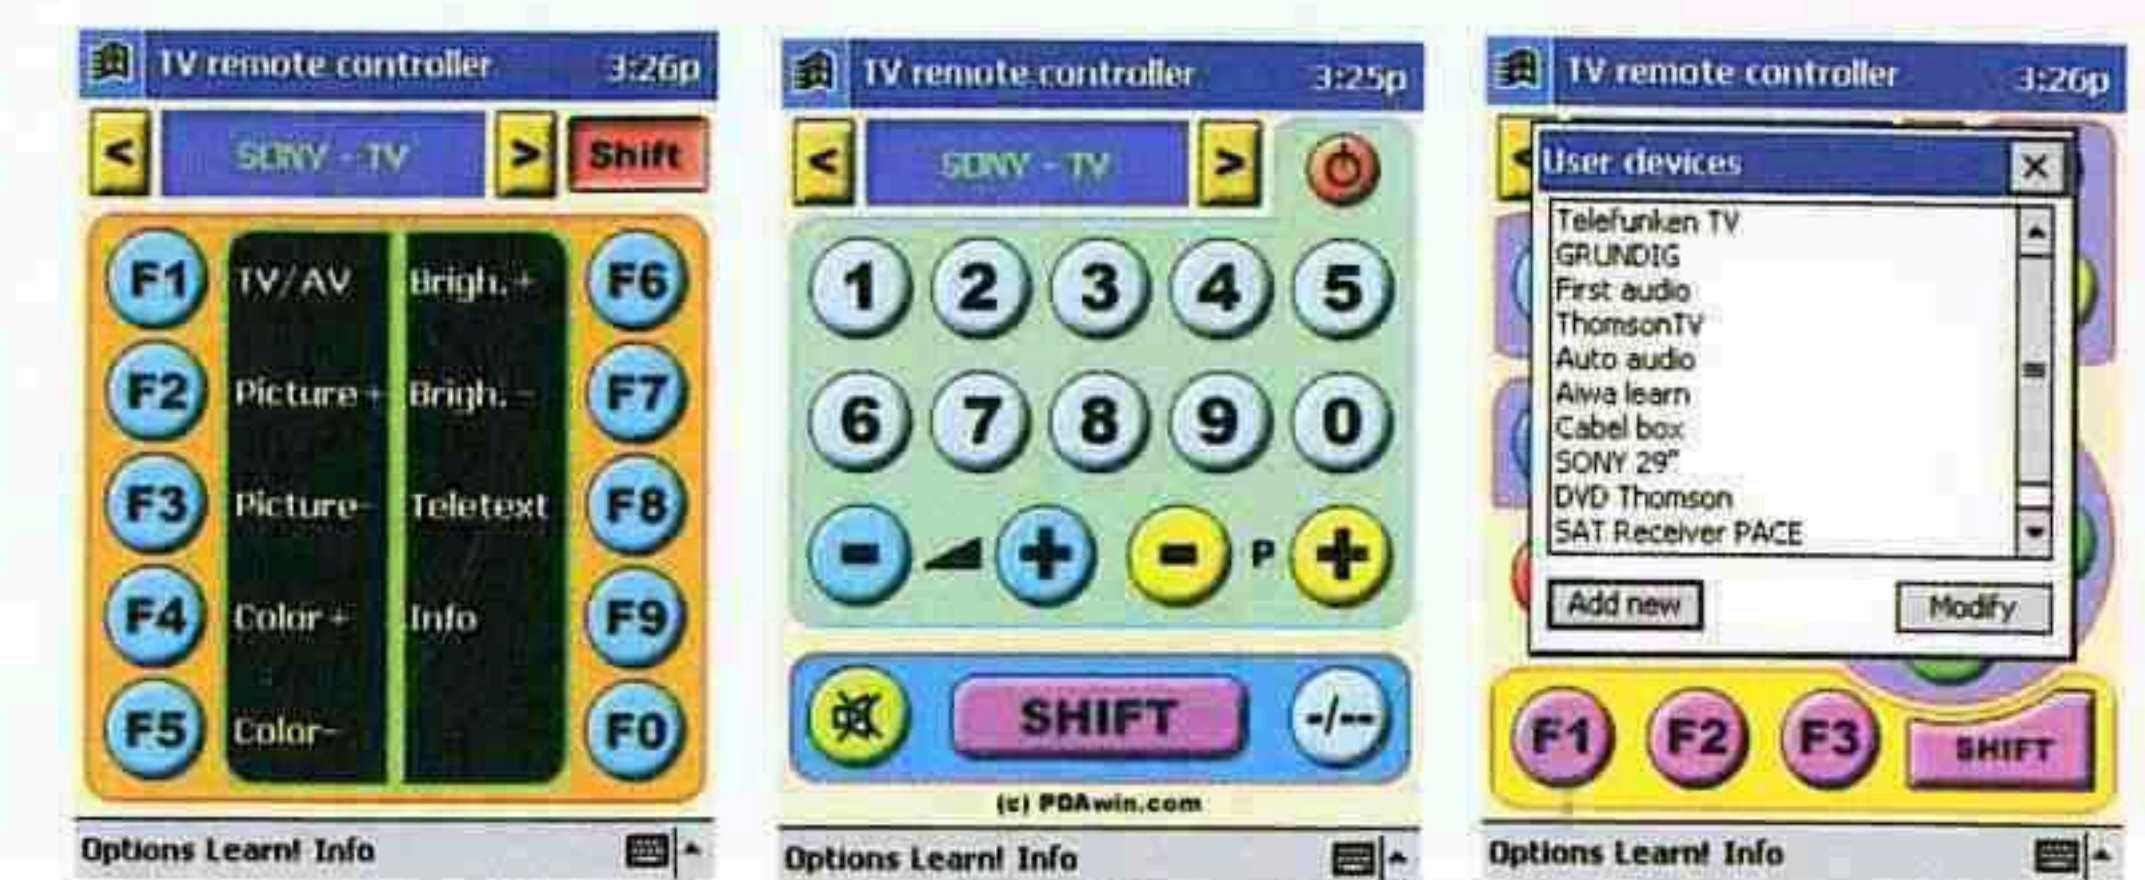 TV remote controller 3:26p
< SONY - TV > Shift
F1 TV/AV Brigh.+ F6
F2 Picture + Brigh. - F7
F3 Picture- Teletext F8
F4 Color + Info F9
F5 Color- F0
Options Learn! Info
TV remote controller 3:25p
< SONY - TV >
1 2 3 4 5
6 7 8 9 0
- + - P +
SHIFT -/--
(c) PDAwin.com
Options Learn! Info
TV remote controller 3:26p
<
User devices X
Telefunken TV
GRUNDIG
First audio
ThomsonTV
Auto audio
Aiwa learn
Cabel box
SONY 29"
DVD Thomson
SAT Receiver PACE
Add new Modify
F1 F2 F3 SHIFT
Options Learn! Info